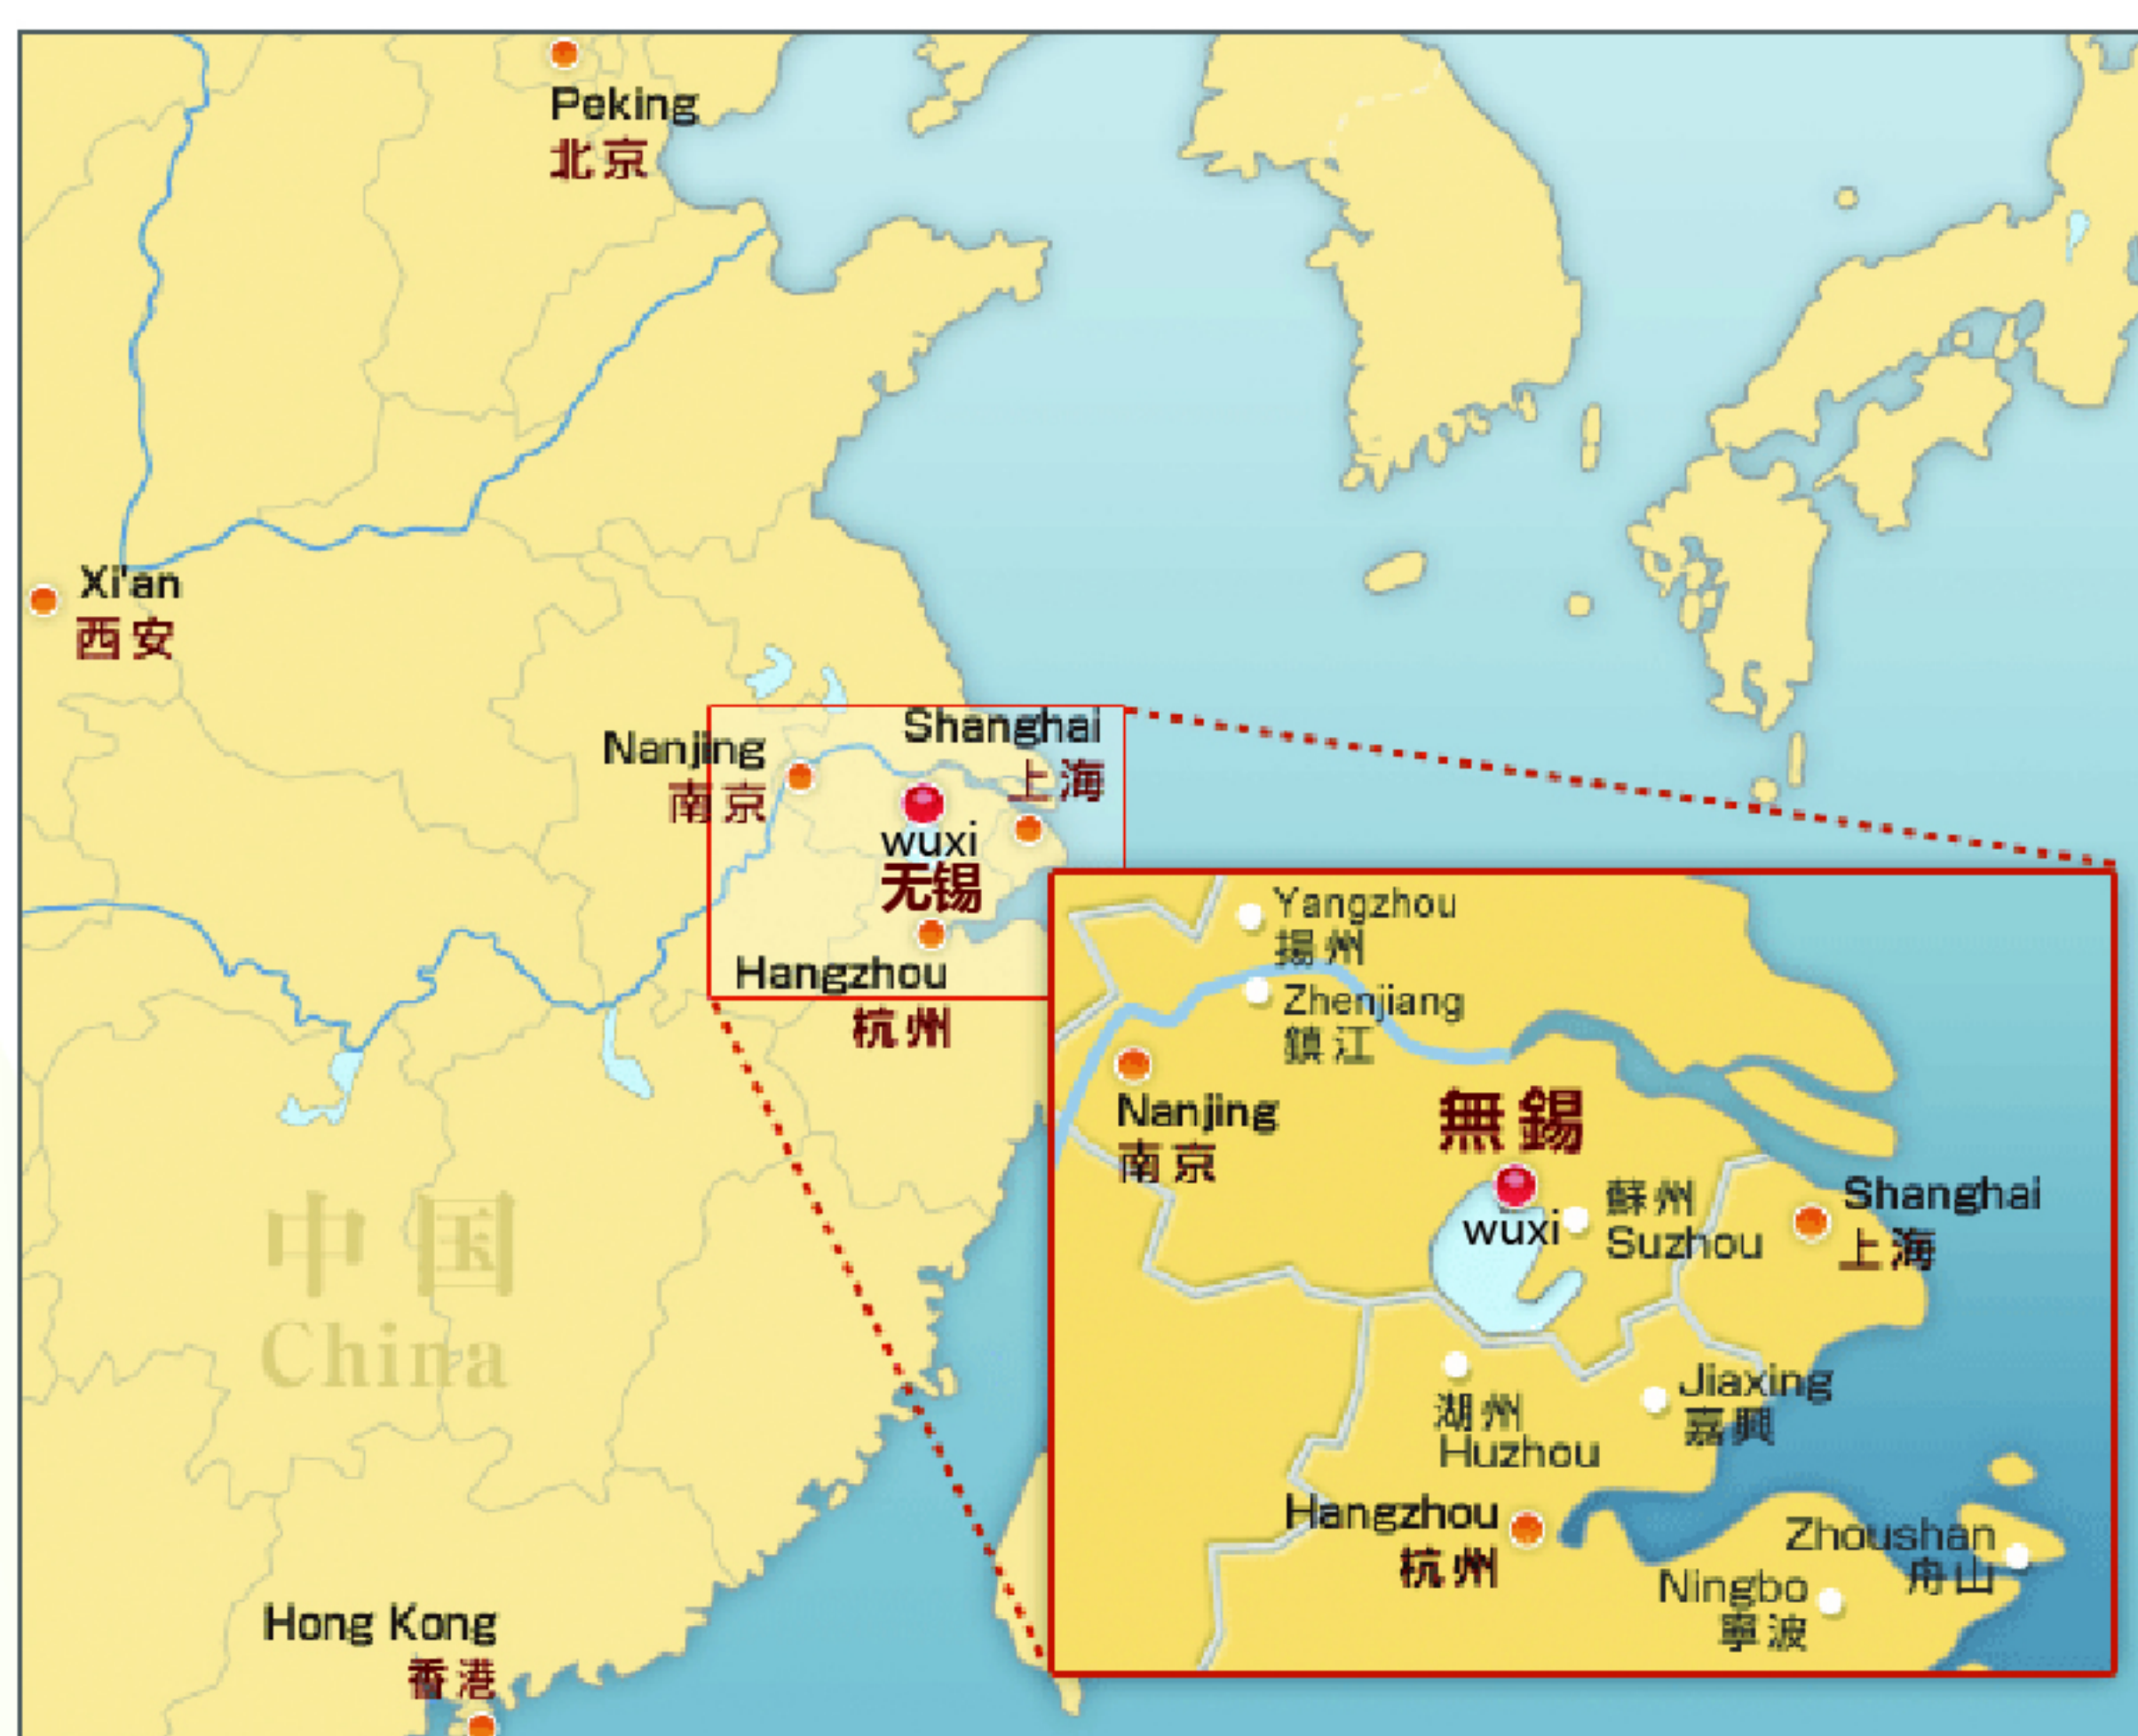 Peking
北京
Xi'an
西安
Nanjing
南京
Shanghai
上海
wuxi
无锡
Hangzhou
杭州
中国
China
Hong Kong
香港
Yangzhou
揚州
Zhenjiang
鎮江
Nanjing
南京
無錫
wuxi
蘇州
Suzhou
Shanghai
上海
湖州
Huzhou
Jiaxing
嘉興
Hangzhou
杭州
Zhoushan
舟山
Ningbo
寧波